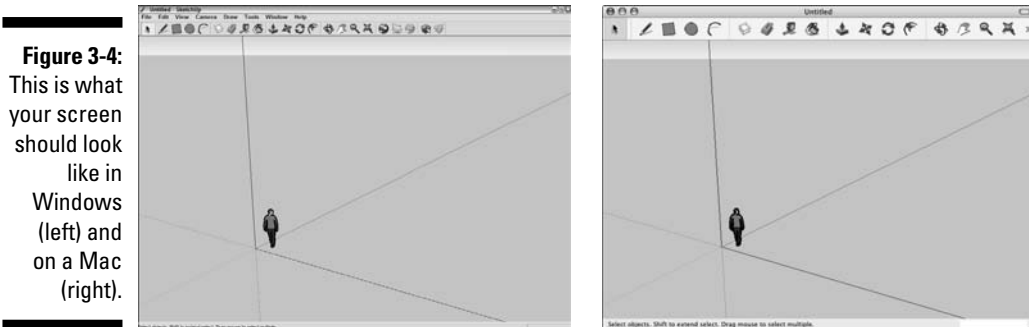 Figure 3-4:
This is what
your screen
should look
like in
Windows
(left) and
on a Mac
(right).
Untitled - SketchUp
File Edit View Camera Draw Tools Window Help
Untitled
Select objects. Shift to extend select. Drag mouse to select multiple.